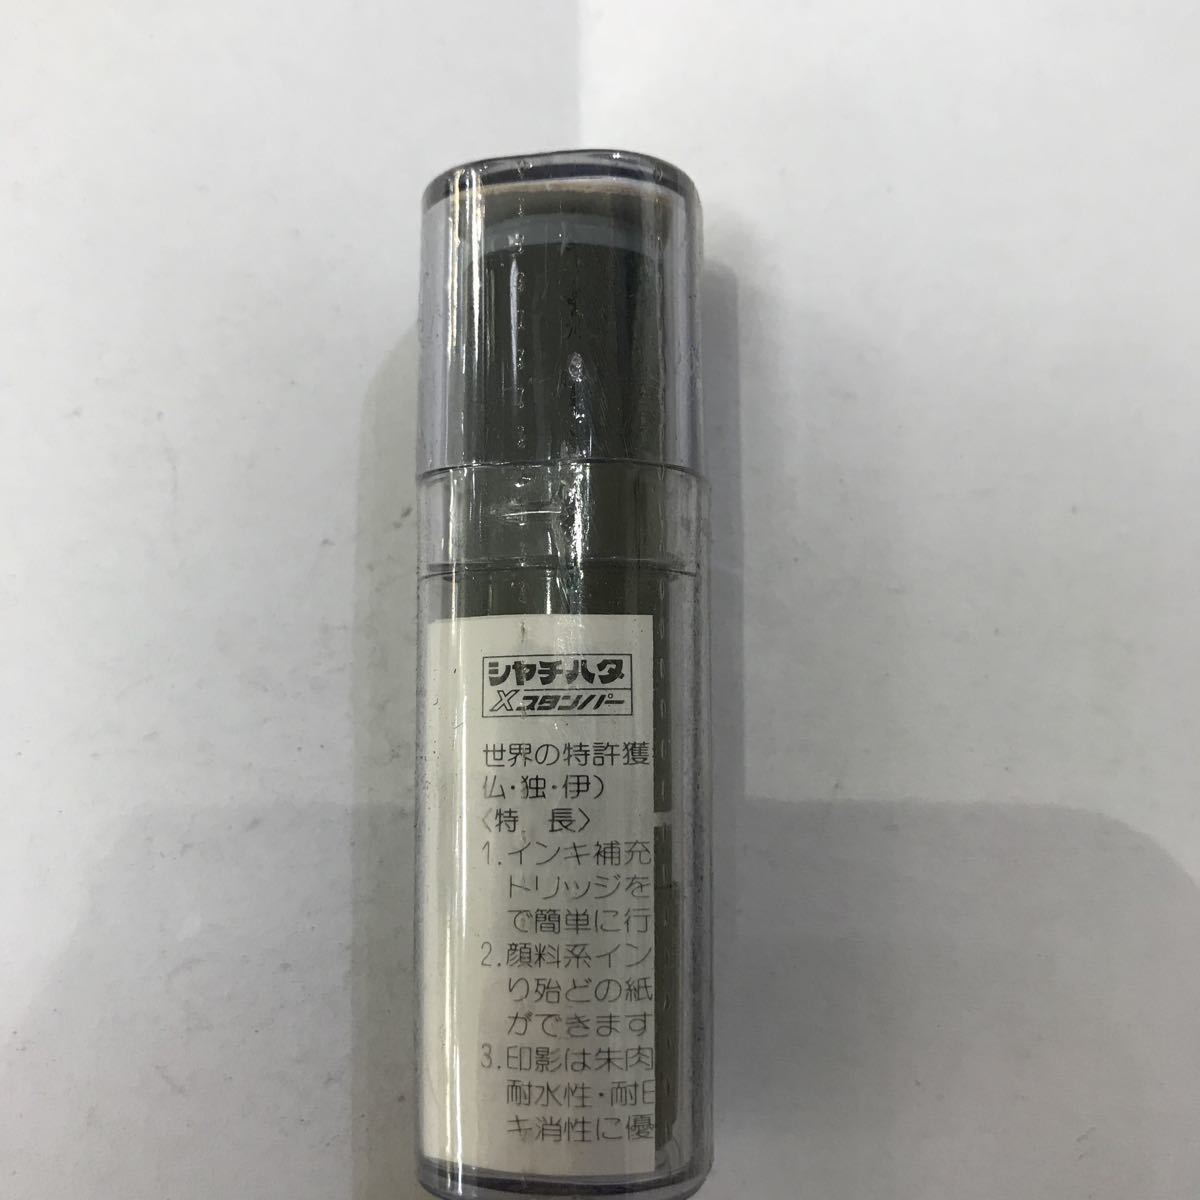 シヤチハタ
Xスタンパー
世界の特許獲
仏・独・伊)
〈特 長〉
1.インキ補充
トリッジを
で簡単に行
2.顔料系イン
り殆どの紙
ができます
3.印影は朱肉
耐水性・耐日
キ消性に優